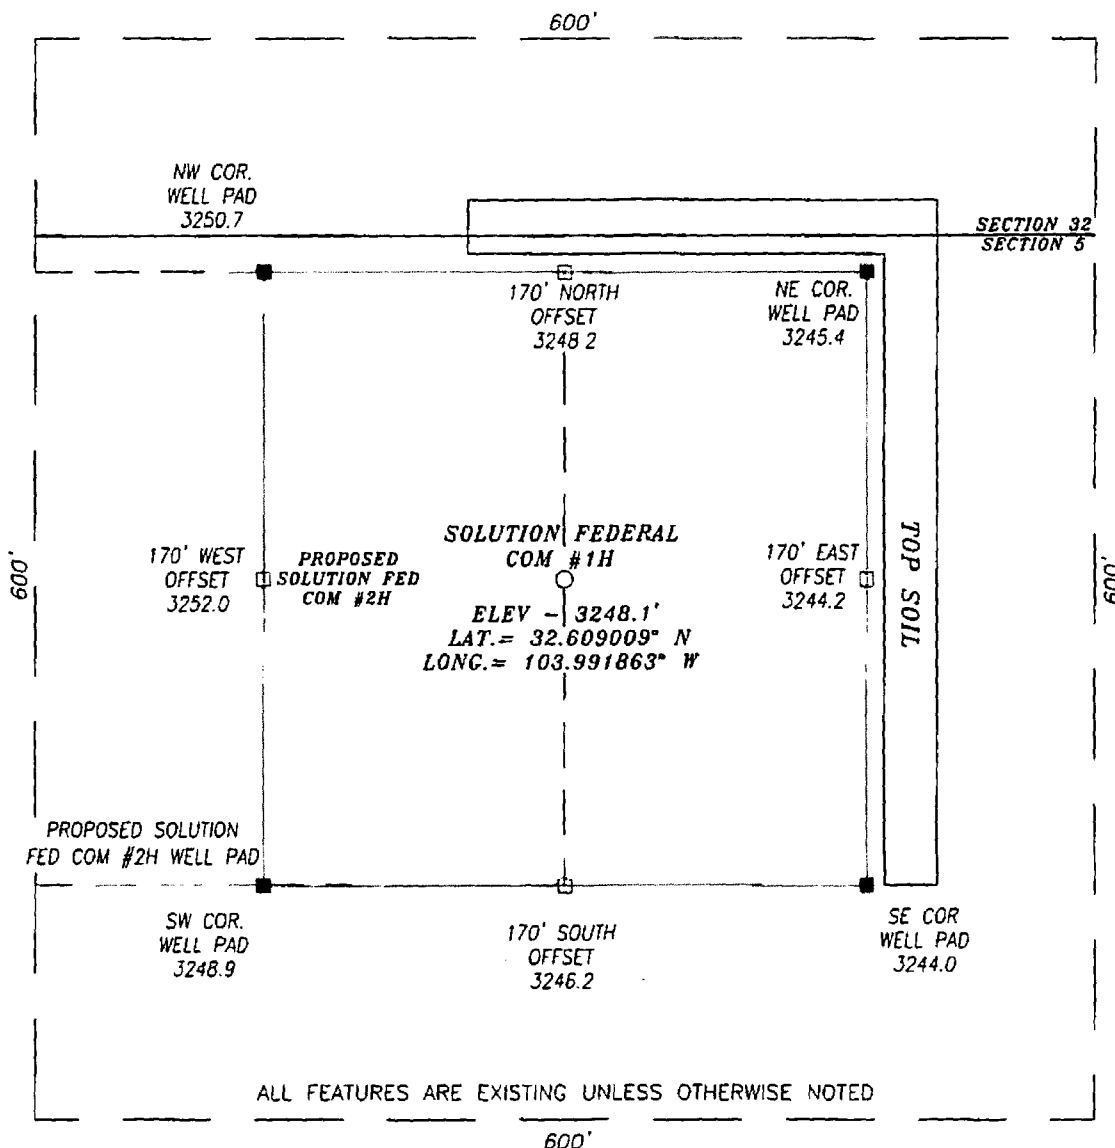 600'
NW COR.
WELL PAD
3250.7
SECTION 32
SECTION 5
170' NORTH
OFFSET
3248 2
NE COR.
WELL PAD
3245.4
600'
170' WEST
OFFSET
3252.0
PROPOSED
SOLUTION FED
COM #2H
SOLUTION FEDERAL
COM #1H
ELEV - 3248.1'
LAT.= 32.609009° N
LONG.= 103.991863° W
170' EAST
OFFSET
3244.2
TOP SOIL
600'
PROPOSED SOLUTION
FED COM #2H WELL PAD
SW COR.
WELL PAD
3248.9
170' SOUTH
OFFSET
3246.2
SE COR
WELL PAD
3244.0
ALL FEATURES ARE EXISTING UNLESS OTHERWISE NOTED
600'